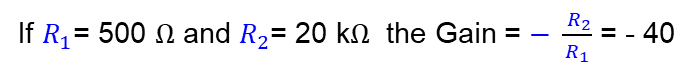 If R₁= 500 Ω and R₂= 20 kΩ the Gain = − R₂/R₁ = - 40